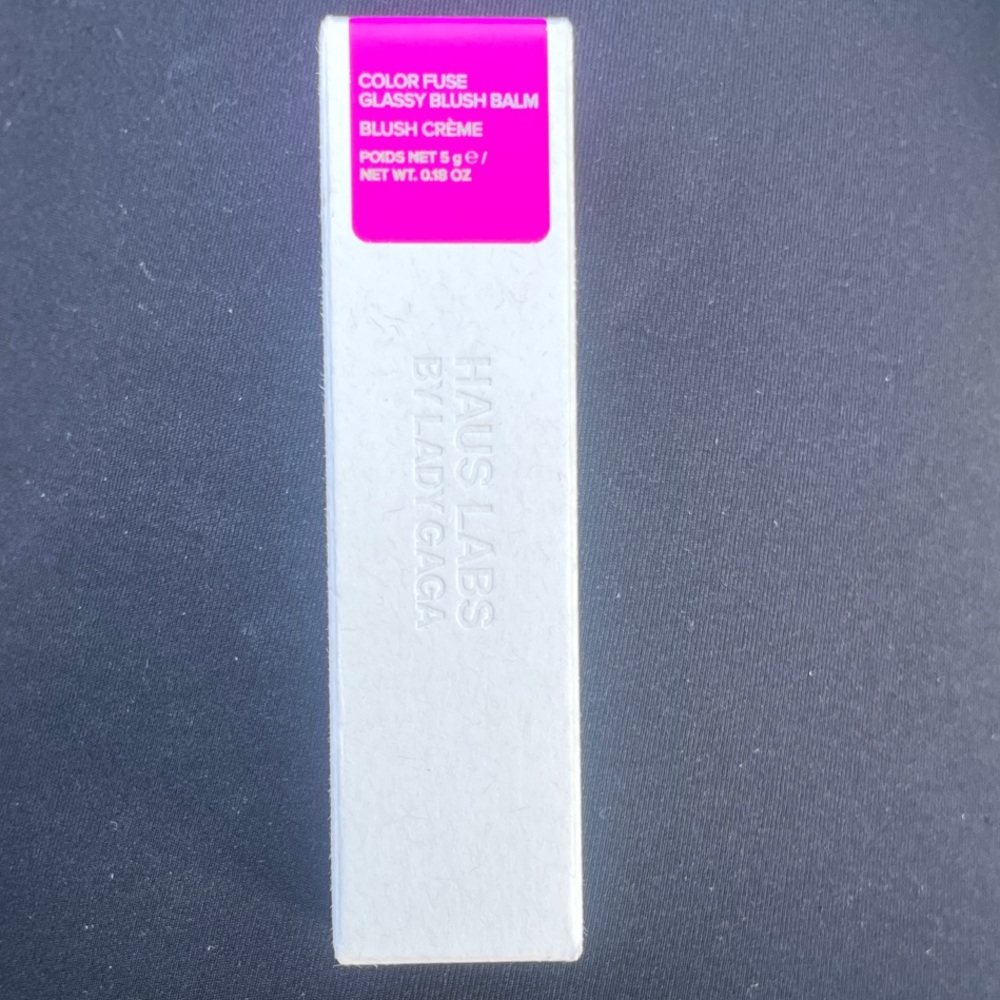 COLOR FUSE
GLASSY BLUSH BALM
BLUSH CRÈME
POIDS NET 5 g ℮ /
NET WT. 0.18 OZ
HAUS LABS
BY LADY GAGA